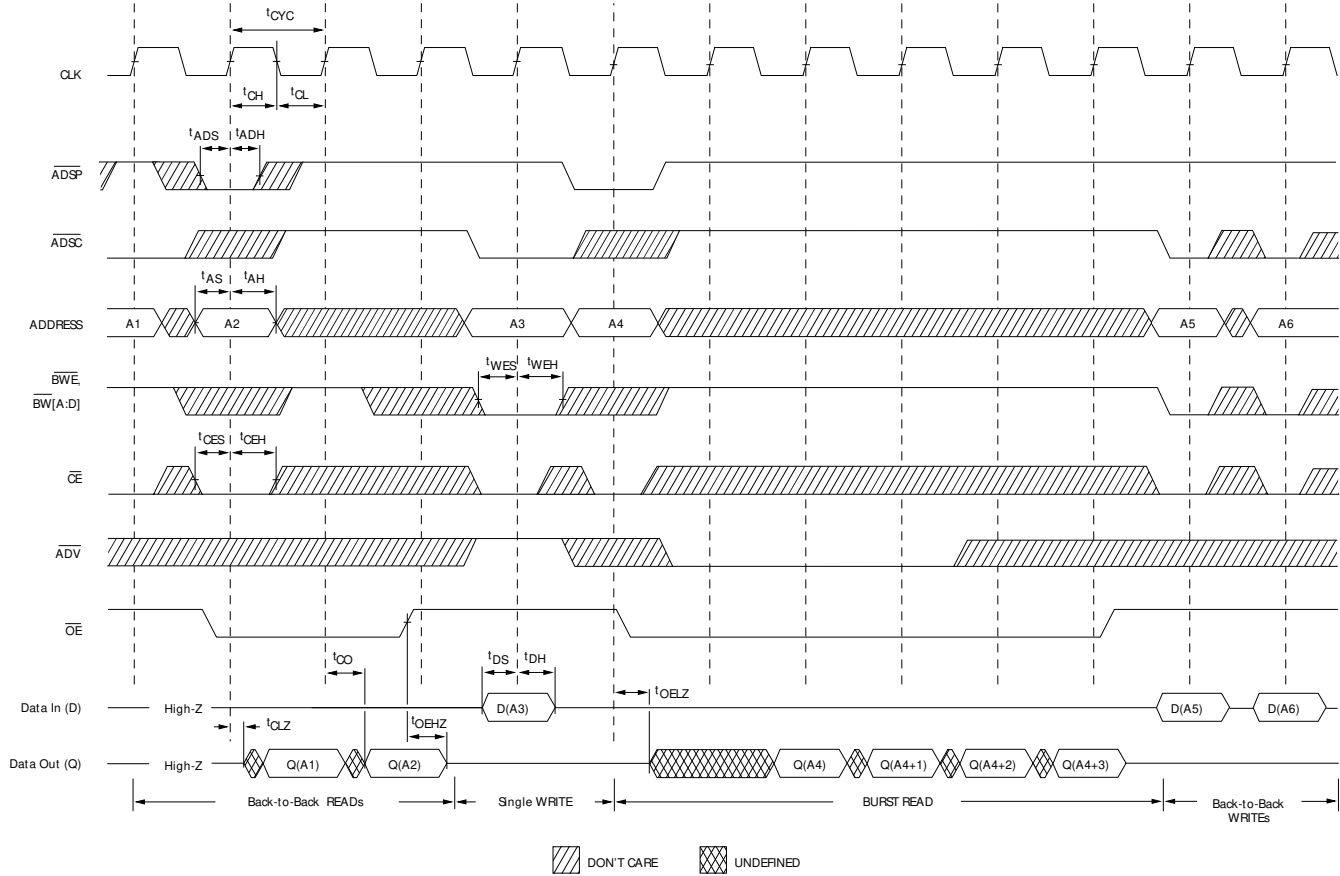 tCYC
CLK
tCH
tCL
tADS
tADH
ADSP
ADSC
tAS
tAH
ADDRESS
A1
A2
A3
A4
A5
A6
tWES
tWEH
BWE,
BW[A:D]
tCES
tCEH
CE
ADV
OE
tCO
tDS
tDH
tOELZ
Data In (D)
High-Z
D(A3)
D(A5)
D(A6)
tCLZ
tOEHZ
Data Out (Q)
High-Z
Q(A1)
Q(A2)
Q(A4)
Q(A4+1)
Q(A4+2)
Q(A4+3)
Back-to-Back READs
Single WRITE
BURST READ
Back-to-Back
WRITEs
DON'T CARE
UNDEFINED